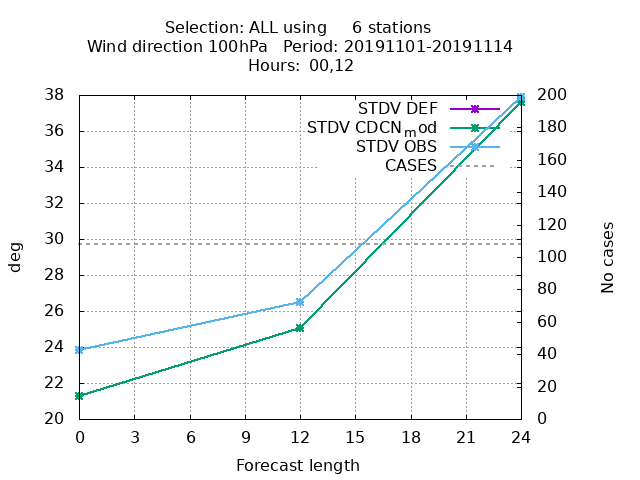 Selection: ALL using     6 stations
Wind direction 100hPa   Period: 20191101-20191114
Hours: 00,12
38 200
36 STDV DEF
STDV CDCNmod 180
STDV OBS
34 CASES 160
32 140
30 120
28 100
26 80
24 60
22 40
20 20
0
deg
No cases
0 3 6 9 12 15 18 21 24
Forecast length